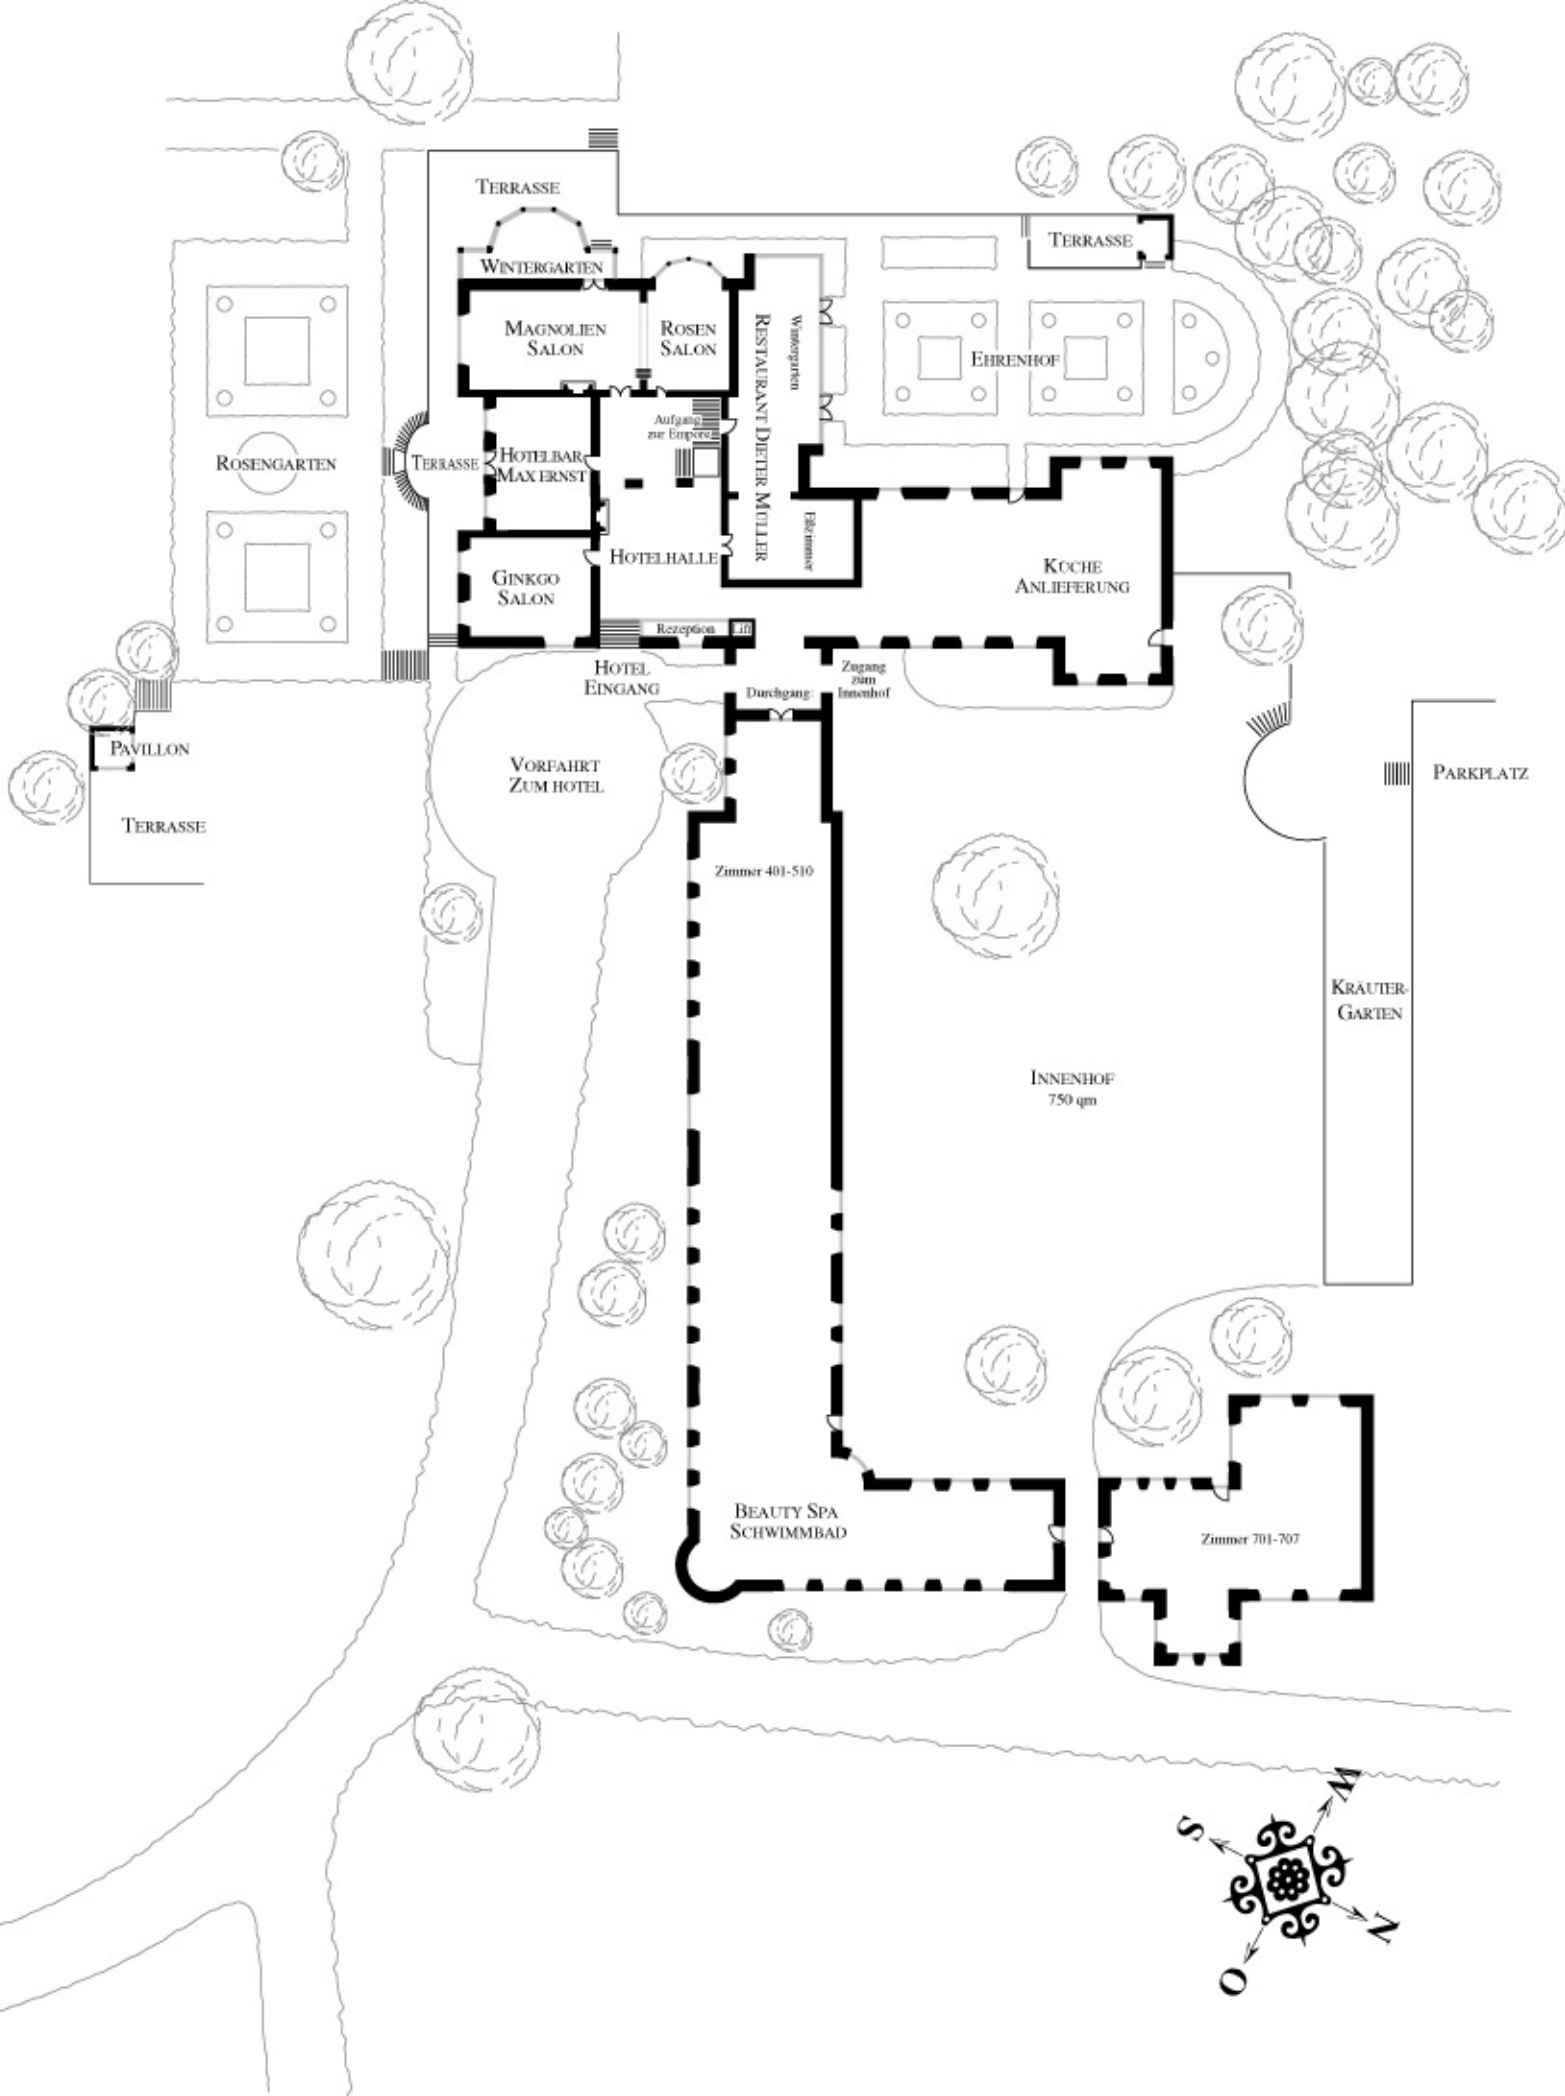 TERRASSE
WINTERGARTEN
MAGNOLIEN
SALON
ROSEN
SALON
Wintergarten
RESTAURANT DIETER MÜLLER
Eßzimmer
TERRASSE
EHRENHOF
ROSENGARTEN
TERRASSE
HOTELBAR
MAX ERNST
Aufgang
zur Empore
HOTELHALLE
GINKGO
SALON
KÜCHE
ANLIEFERUNG
Rezeption
Lift
HOTEL
EINGANG
Durchgang
Zugang
zum
Innenhof
PAVILLON
TERRASSE
VORFAHRT
ZUM HOTEL
PARKPLATZ
Zimmer 401-510
KRÄUTER-
GARTEN
INNENHOF
750 qm
BEAUTY SPA
SCHWIMMBAD
Zimmer 701-707
W
S
N
O